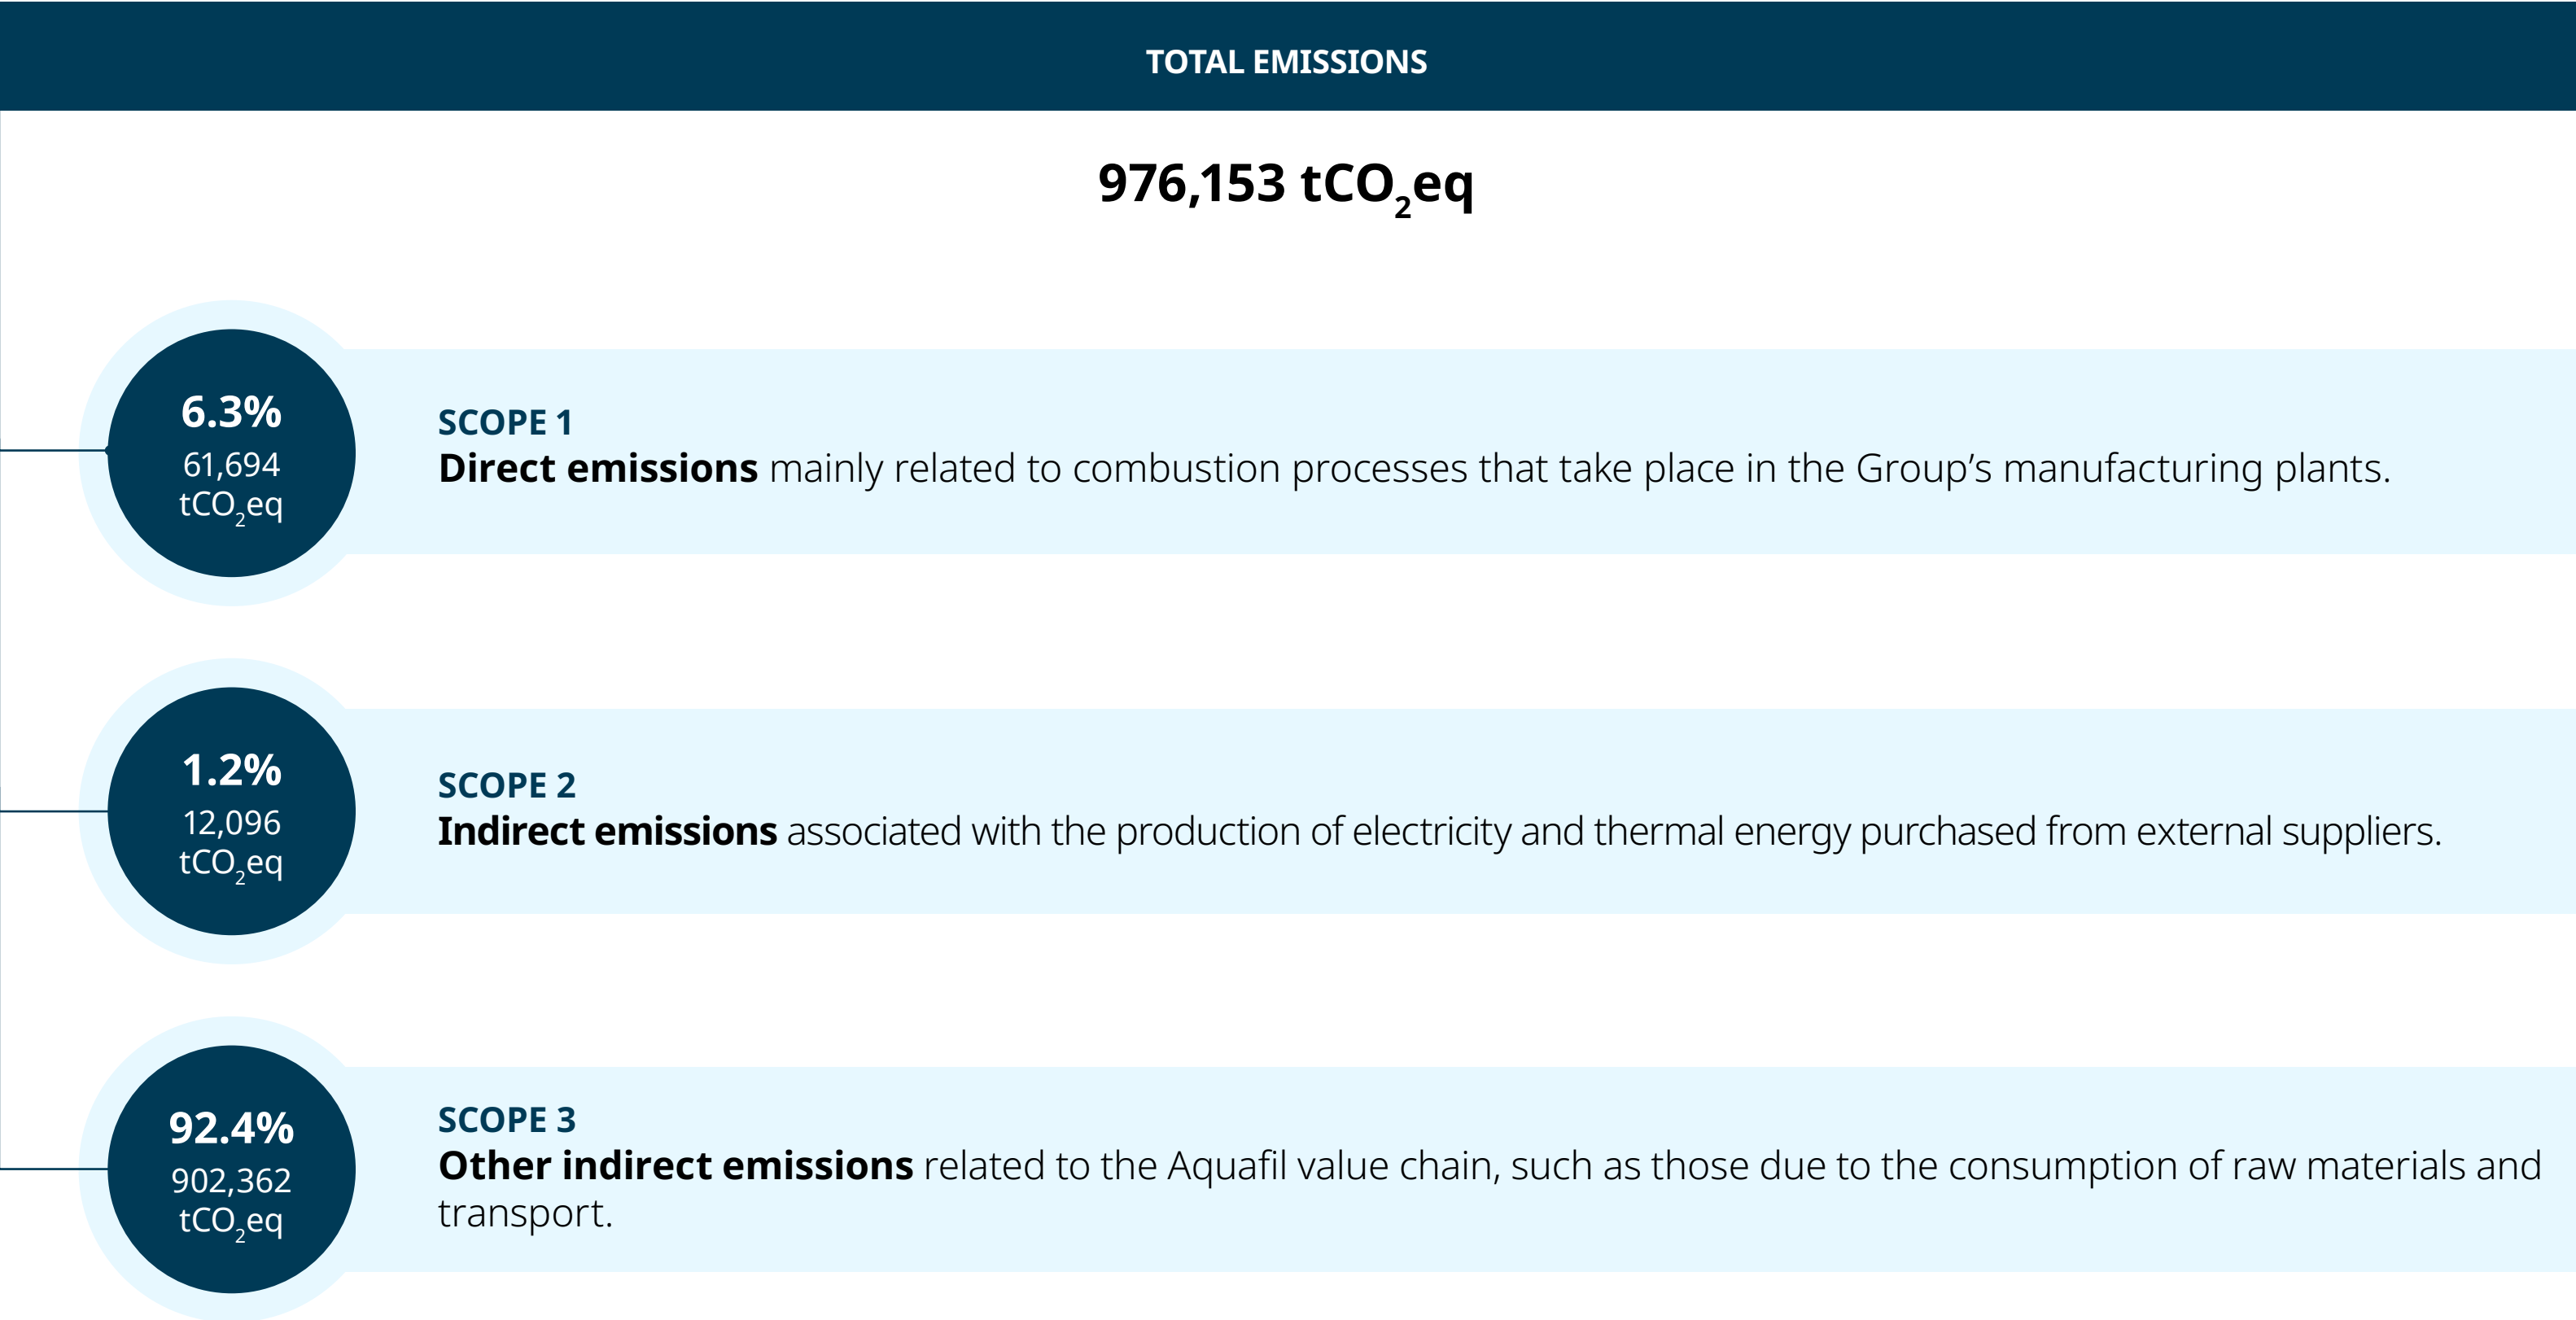 TOTAL EMISSIONS
976,153 tCO₂eq
6.3%
61,694
tCO₂eq
SCOPE 1
Direct emissions mainly related to combustion processes that take place in the Group’s manufacturing plants.
1.2%
12,096
tCO₂eq
SCOPE 2
Indirect emissions associated with the production of electricity and thermal energy purchased from external suppliers.
92.4%
902,362
tCO₂eq
SCOPE 3
Other indirect emissions related to the Aquafil value chain, such as those due to the consumption of raw materials and
transport.